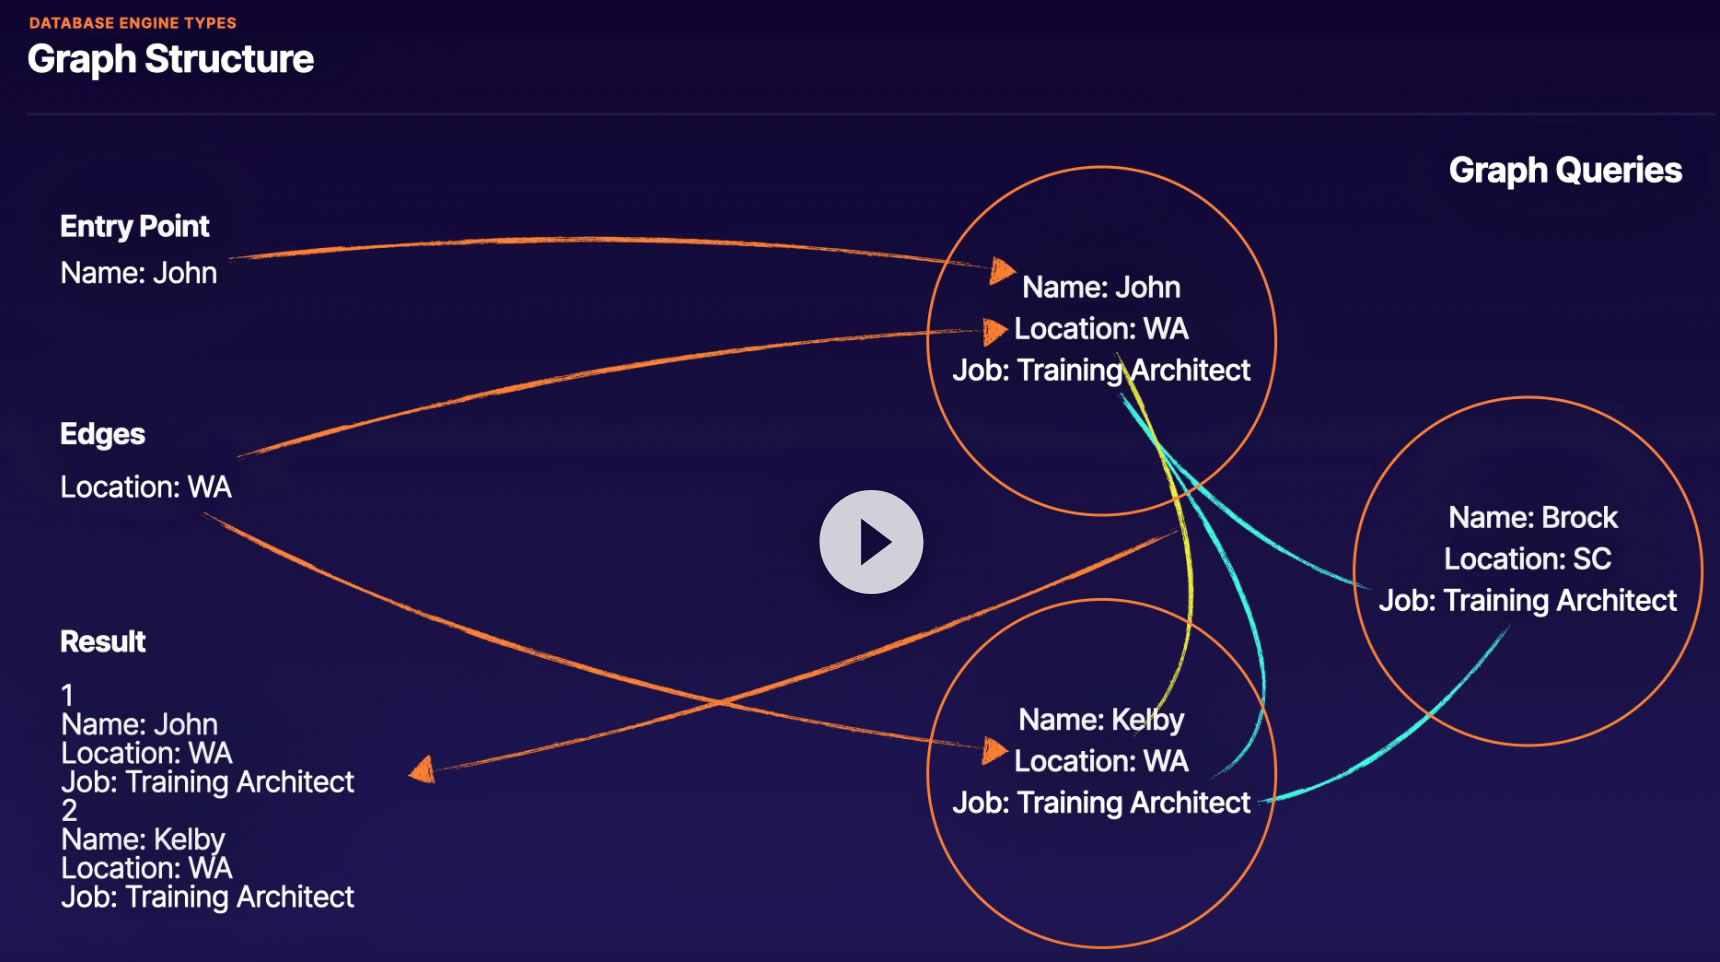 DATABASE ENGINE TYPES
Graph Structure
Graph Queries
Entry Point
Name: John
Edges
Location: WA
Result
1
Name: John
Location: WA
Job: Training Architect
2
Name: Kelby
Location: WA
Job: Training Architect
Name: John
Location: WA
Job: Training Architect
Name: Brock
Location: SC
Job: Training Architect
Name: Kelby
Location: WA
Job: Training Architect